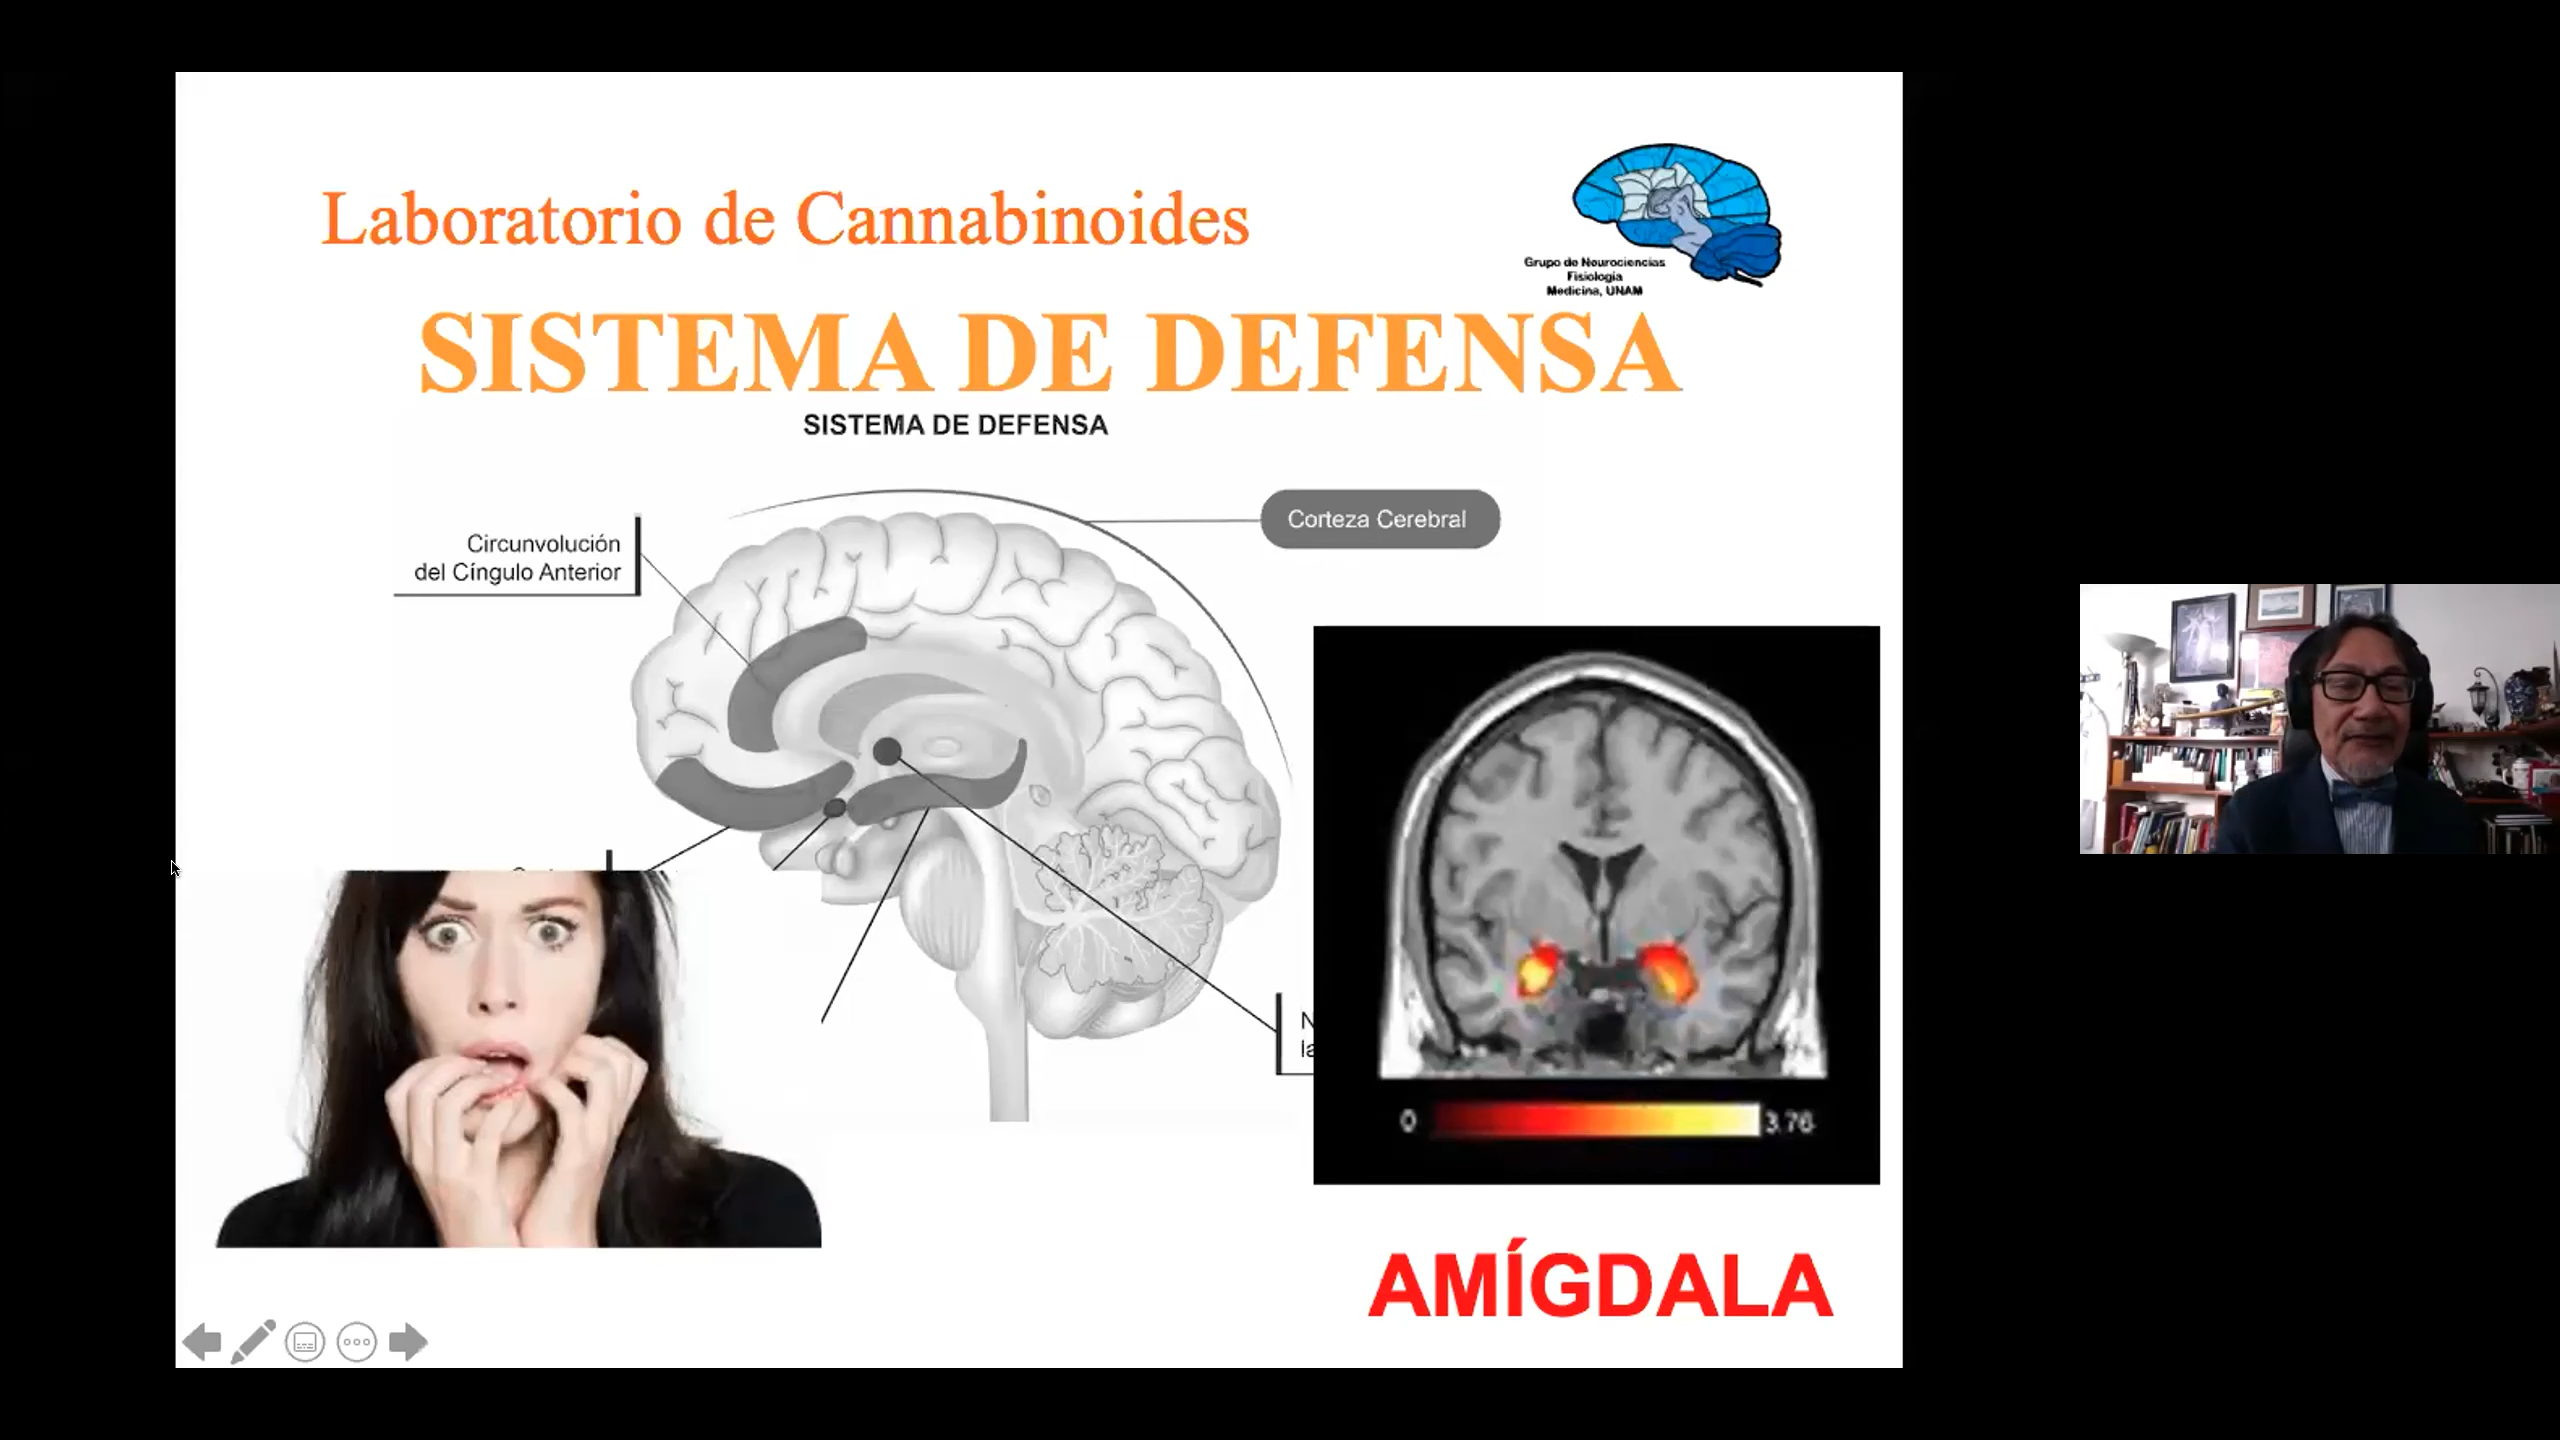 Laboratorio de Cannabinoides
Grupo de Neurociencias
Fisiología
Medicina, UNAM
SISTEMA DE DEFENSA
SISTEMA DE DEFENSA
Corteza Cerebral
Circunvolución
del Cíngulo Anterior
0
3.76
AMÍGDALA